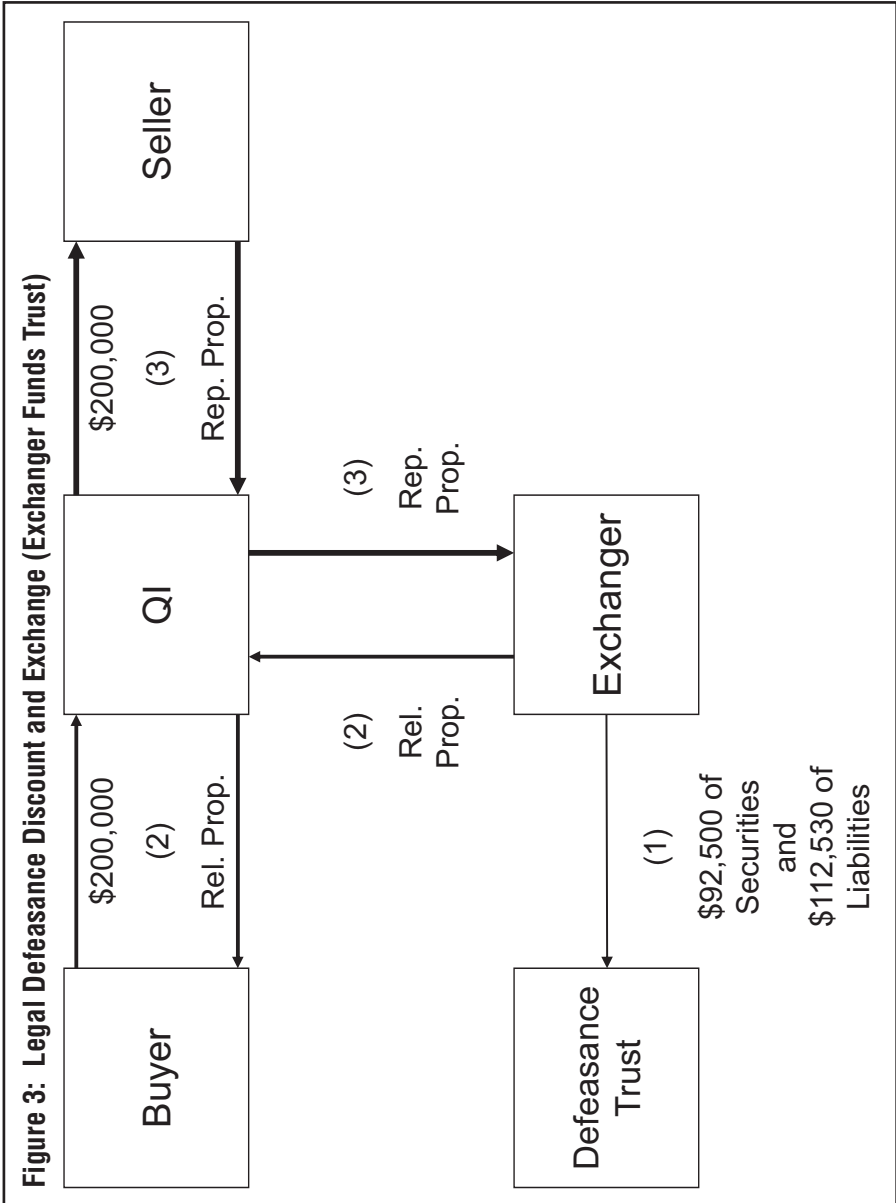 Figure 3: Legal Defeasance Discount and Exchange (Exchanger Funds Trust)
Buyer
$200,000
(2)
Rel. Prop.
QI
$200,000
(3)
Rep. Prop.
Seller
(2)
Rel.
Prop.
(3)
Rep.
Prop.
Defeasance
Trust
(1)
$92,500 of
Securities
and
$112,530 of
Liabilities
Exchanger